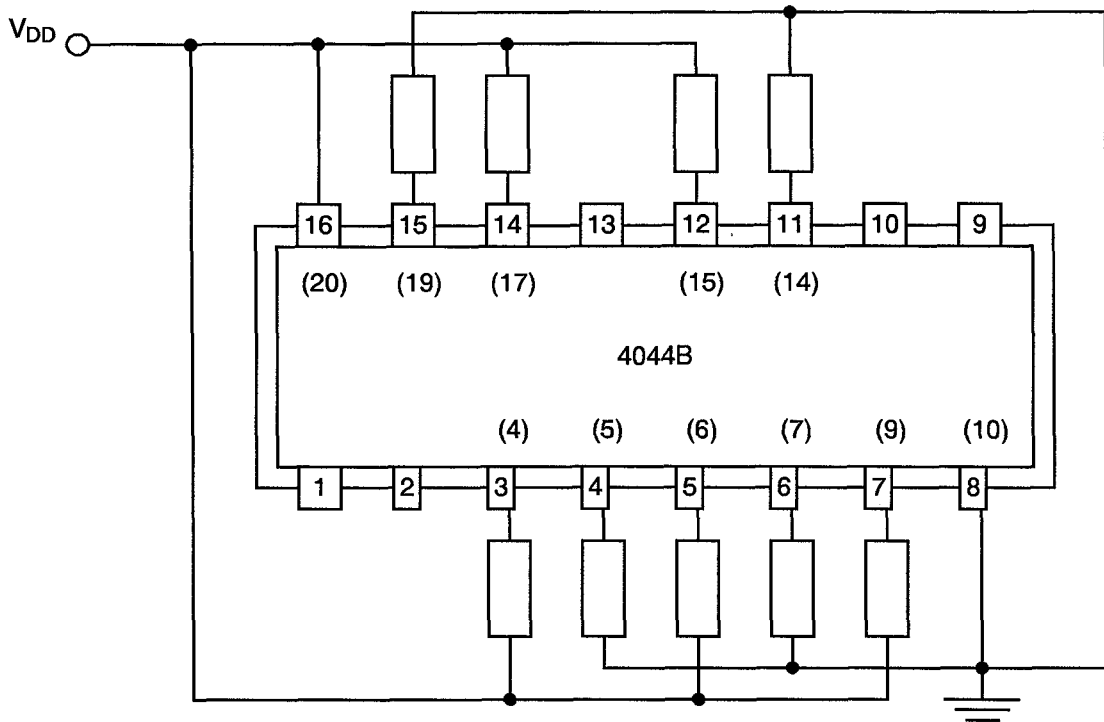 VDD
16 15 14 13 12 11 10 9
(20) (19) (17) (15) (14)
4044B
(4) (5) (6) (7) (9) (10)
1 2 3 4 5 6 7 8